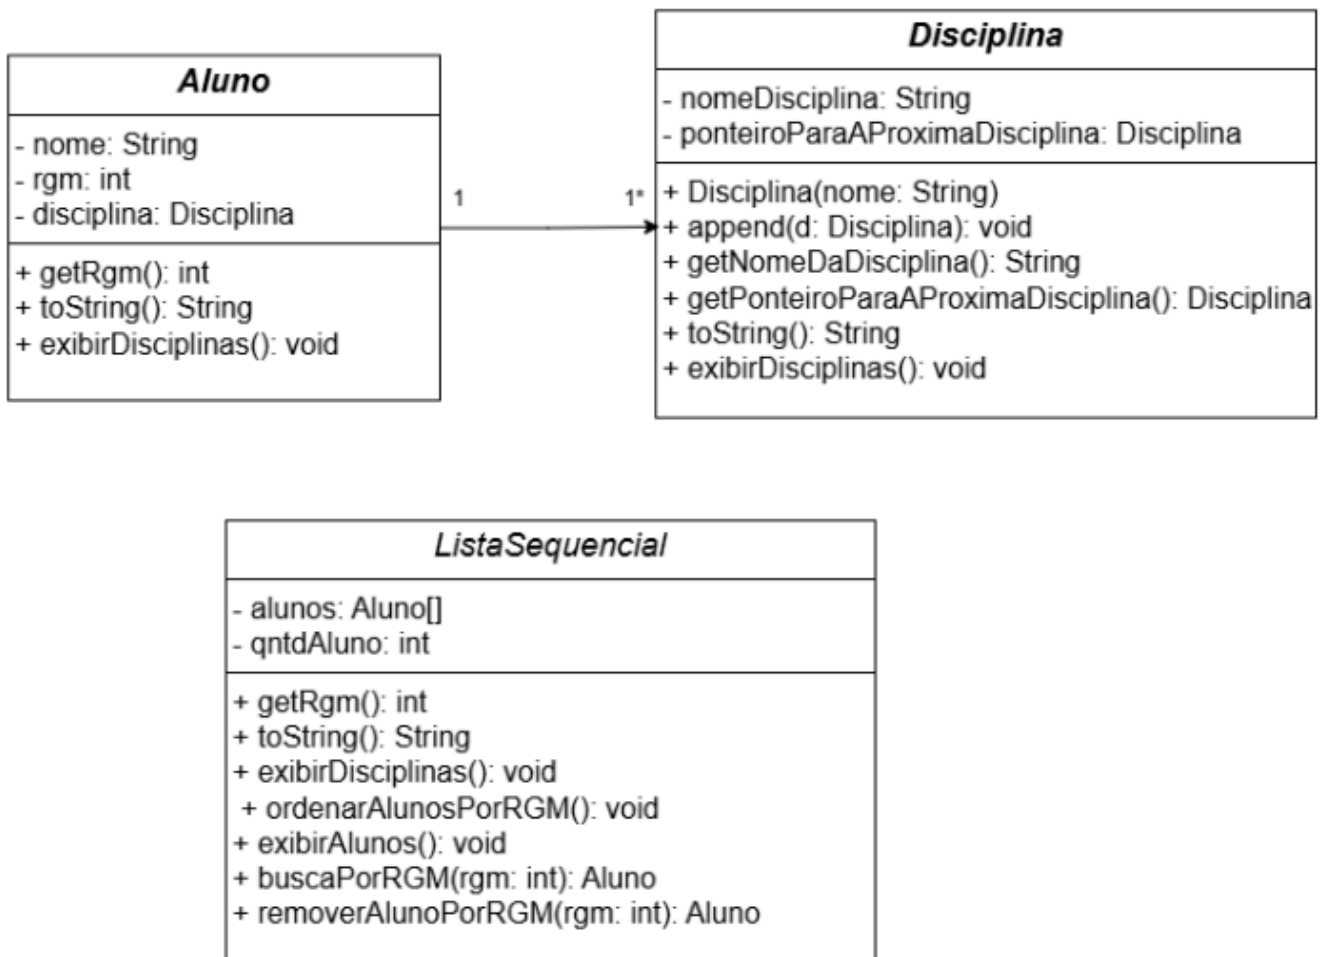 Aluno
- nome: String
- rgm: int
- disciplina: Disciplina
+ getRgm(): int
+ toString(): String
+ exibirDisciplinas(): void
1
1*
Disciplina
- nomeDisciplina: String
- ponteiroParaAProximaDisciplina: Disciplina
+ Disciplina(nome: String)
+ append(d: Disciplina): void
+ getNomeDaDisciplina(): String
+ getPonteiroParaAProximaDisciplina(): Disciplina
+ toString(): String
+ exibirDisciplinas(): void
ListaSequencial
- alunos: Aluno[]
- qntdAluno: int
+ getRgm(): int
+ toString(): String
+ exibirDisciplinas(): void
+ ordenarAlunosPorRGM(): void
+ exibirAlunos(): void
+ buscaPorRGM(rgm: int): Aluno
+ removerAlunoPorRGM(rgm: int): Aluno